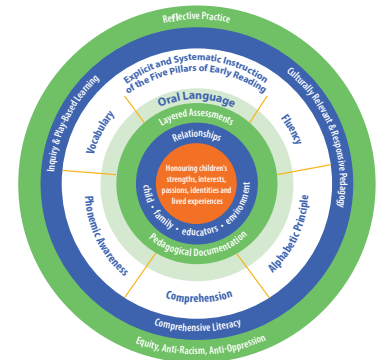 Reflective Practice
Inquiry & Play-Based Learning
Culturally Relevant & Responsive Pedagogy
Explicit and Systematic Instruction
of the Five Pillars of Early Reading
Oral Language
Vocabulary
Fluency
Layered Assessments
Relationships
Honouring children's
strengths, interests,
passions, identities and
lived experiences
child • family • educators • environment
Pedagogical Documentation
Phonemic Awareness
Alphabetic Principle
Comprehension
Comprehensive Literacy
Equity, Anti-Racism, Anti-Oppression